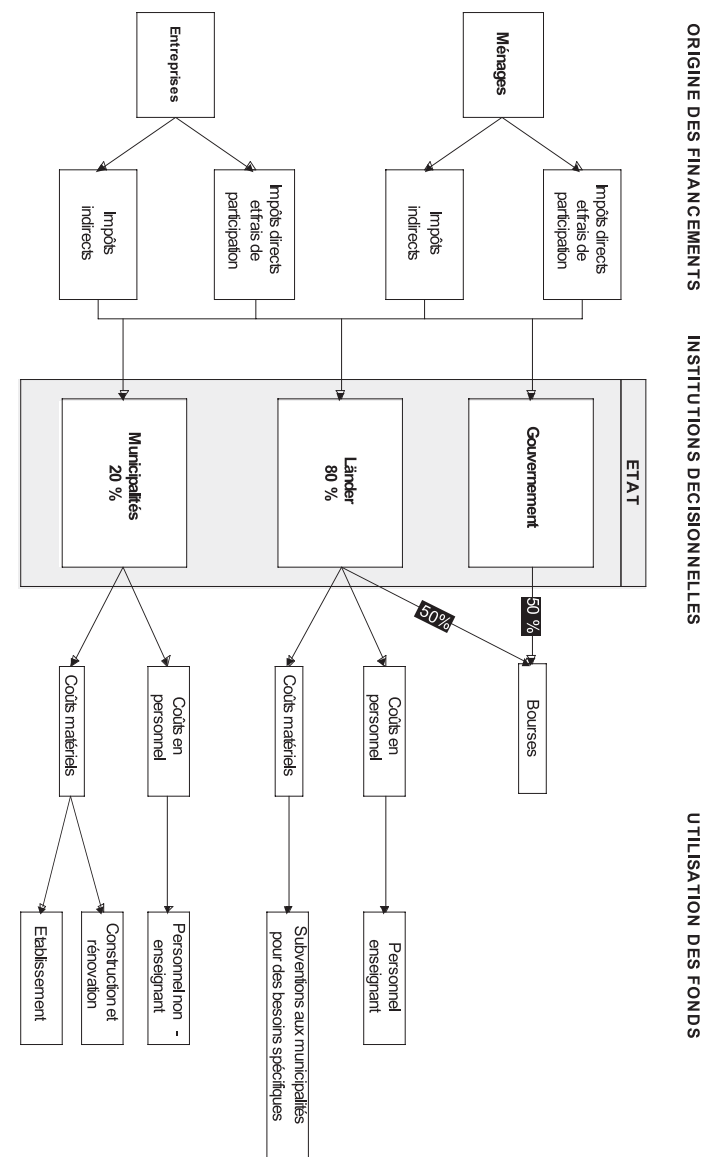 ORIGINE DES FINANCEMENTS
INSTITUTIONS DECISIONNELLES
UTILISATION DES FONDS
Ménages
Entreprises
Impôts directs
et frais de
participation
Impôts
indirects
Impôts directs
et frais de
participation
Impôts
indirects
ETAT
Gouvernement
Länder
80 %
Municipalités
20 %
50 %
50%
Bourses
Coûts en
personnel
Coûts matériels
Coûts en
personnel
Coûts matériels
Personnel
enseignant
Subventions aux municipalités
pour des besoins spécifiques
Personnel non -
enseignant
Construction et
rénovation
Etablissement